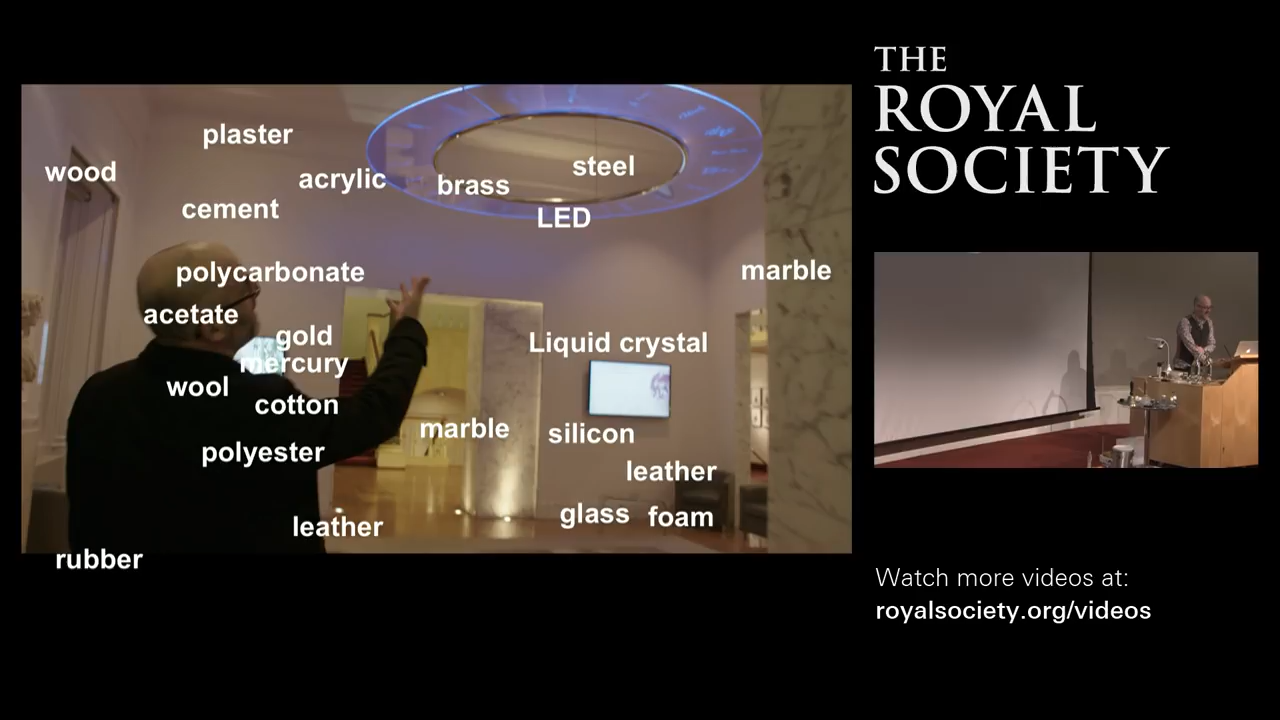 plaster
wood
acrylic
brass
steel
cement
LED
polycarbonate
marble
acetate
gold
Liquid crystal
mercury
wool
cotton
marble
silicon
polyester
leather
glass
foam
leather
rubber
THE
ROYAL
SOCIETY
Watch more videos at:
royalsociety.org/videos